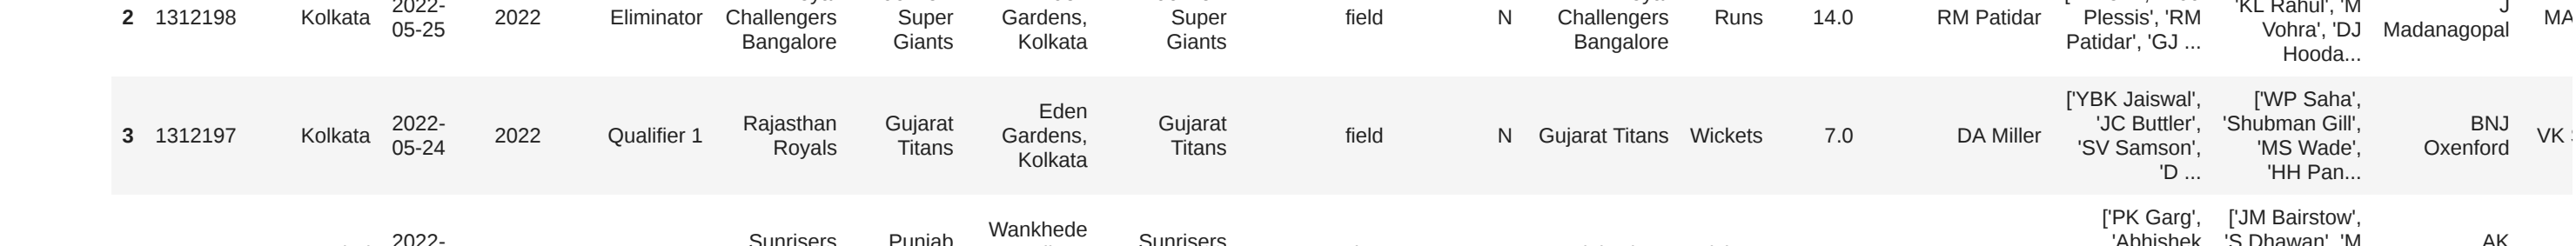 2 1312198 Kolkata 2022-05-25 2022 Eliminator Challengers Bangalore Super Giants Gardens, Kolkata Super Giants field N Challengers Bangalore Runs 14.0 RM Patidar Plessis', 'RM Patidar', 'GJ ... 'KL Rahul', 'M Vohra', 'DJ Hooda... J Madanagopal MA
3 1312197 Kolkata 2022-05-24 2022 Qualifier 1 Rajasthan Royals Gujarat Titans Eden Gardens, Kolkata Gujarat Titans field N Gujarat Titans Wickets 7.0 DA Miller ['YBK Jaiswal', 'JC Buttler', 'SV Samson', 'D ... ['WP Saha', 'Shubman Gill', 'MS Wade', 'HH Pan... BNJ Oxenford VK
2022- Sunrisers Punjab Wankhede Sunrisers ['PK Garg', 'Abhishek ['JM Bairstow', 'S Dhawan', 'M AK